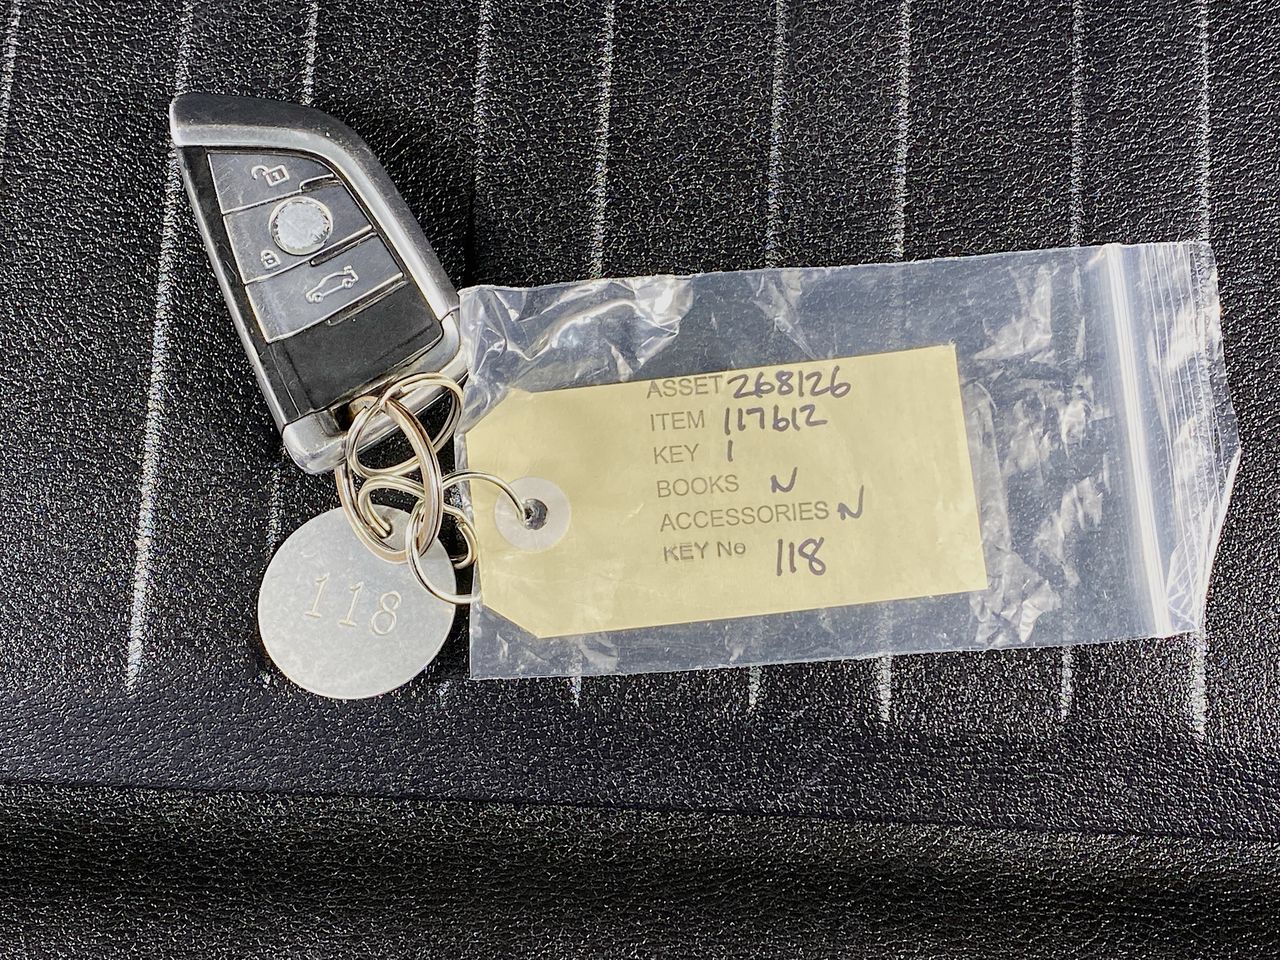 ASSET 268126
ITEM 117612
KEY 1
BOOKS N
ACCESSORIES N
KEY No 118
118